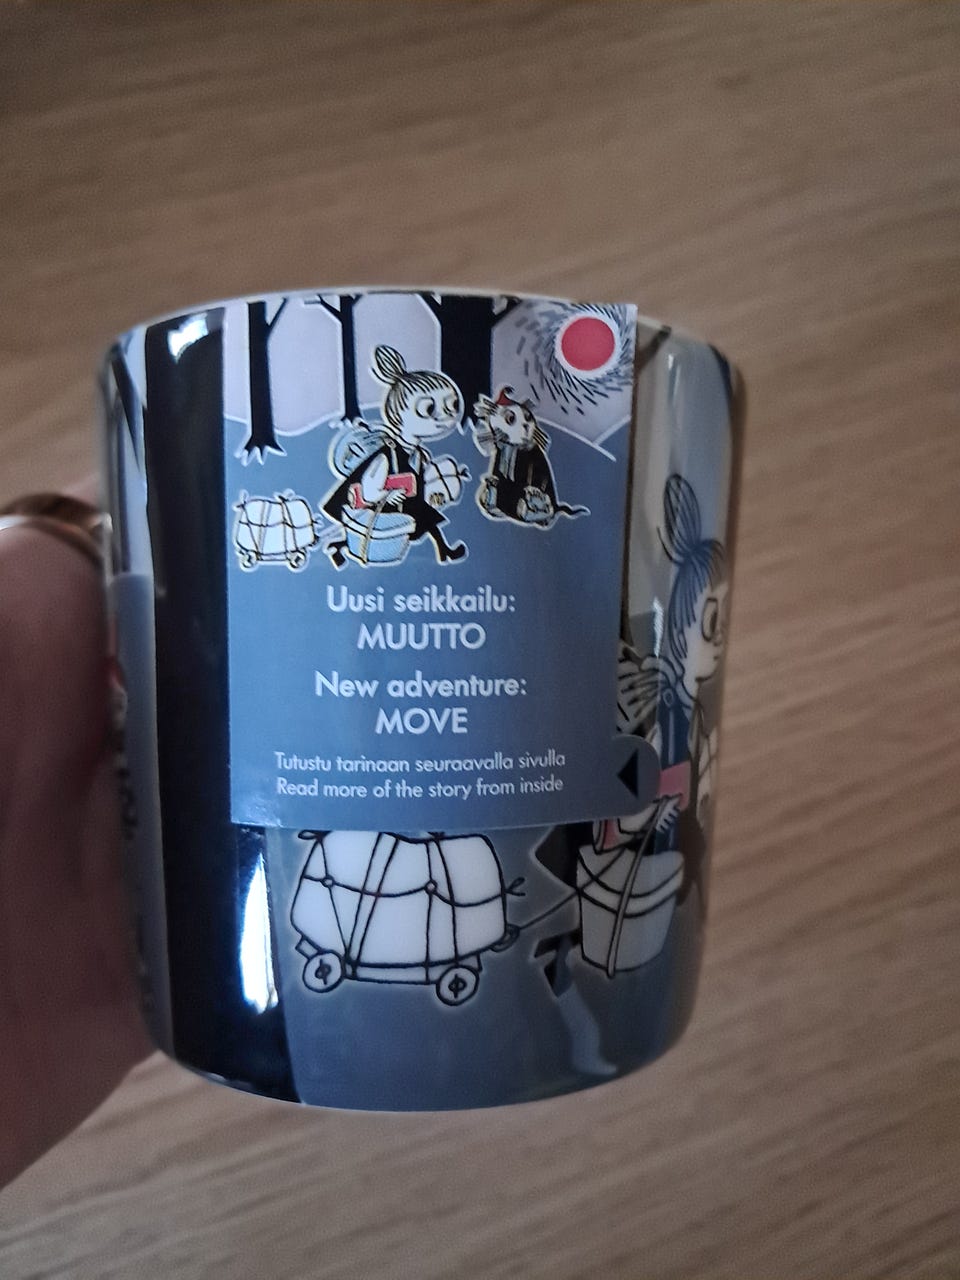 Uusi seikkailu:
MUUTTO
New adventure:
MOVE
Tutustu tarinaan seuraavalla sivulla
Read more of the story from inside